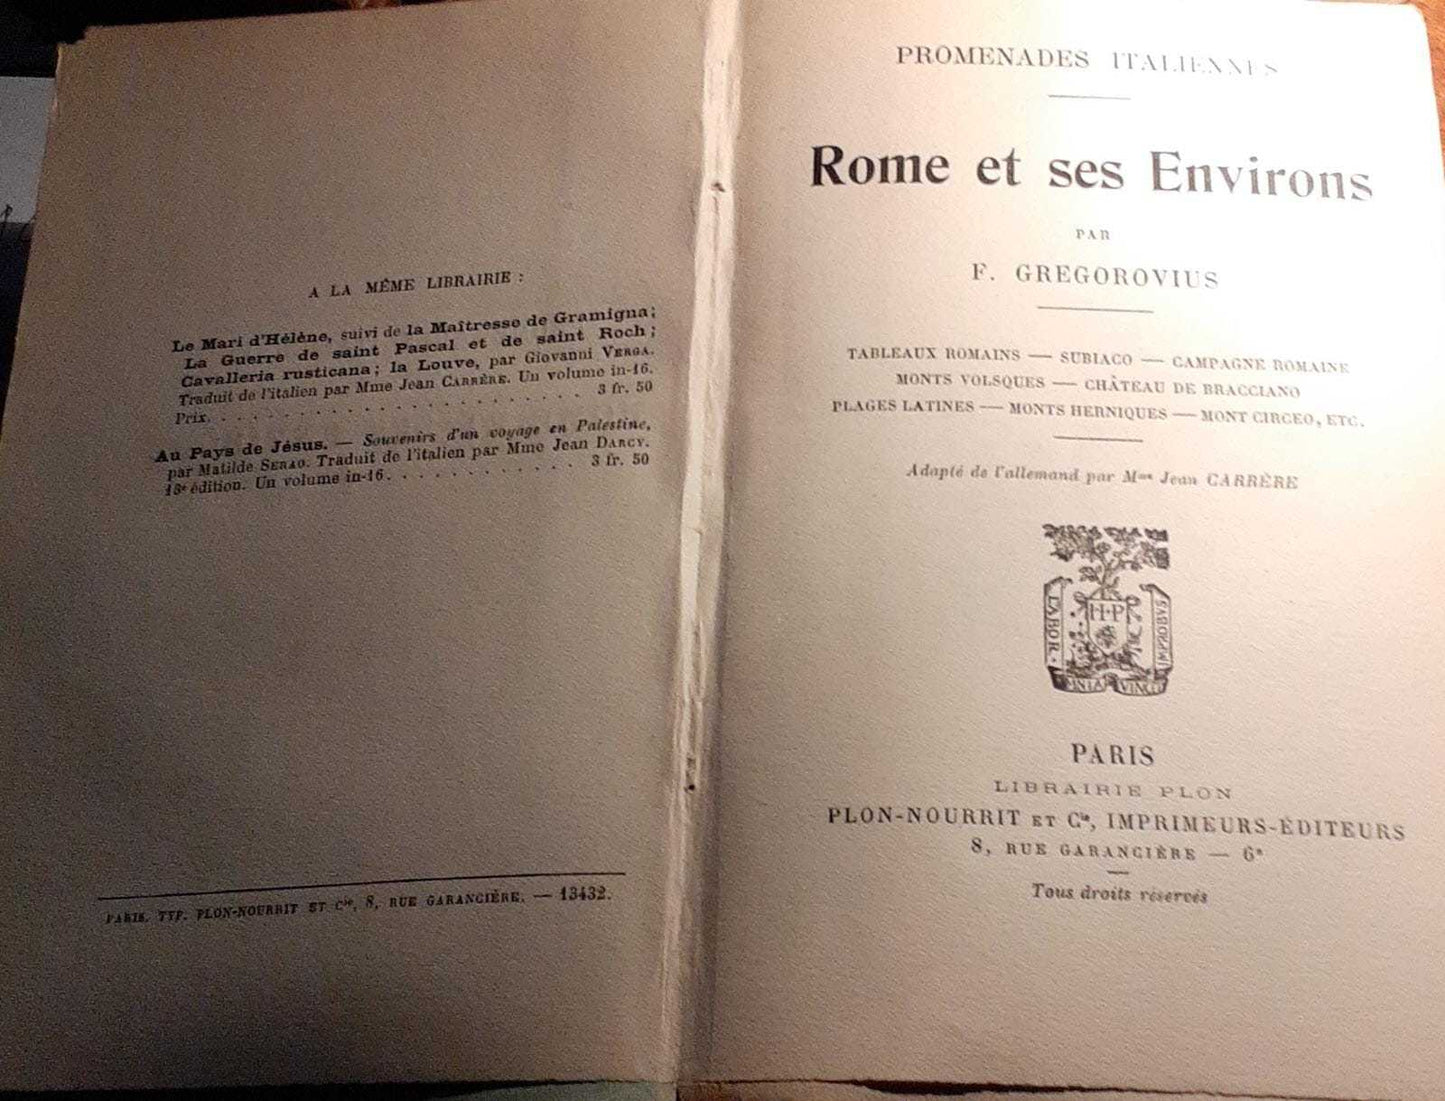 A LA MÊME LIBRAIRIE :
Le Mari d'Hélène, suivi de la Maîtresse de Gramigna;
La Guerre de saint Pascal et de saint Roch;
Cavalleria rusticana; la Louve, par Giovanni VERGA.
Traduit de l'italien par Mme Jean CARRÈRE. Un volume in-16.
Prix. . . . . . . . . . . . . . . . . . . . 3 fr. 50
Au Pays de Jésus. — Souvenirs d'un voyage en Palestine,
par Matilde SERAO. Traduit de l'italien par Mme Jean DARCY.
13e édition. Un volume in-16. . . . . . . . . . 3 fr. 50
PARIS. TYP. PLON-NOURRIT ET Cie, 8, RUE GARANCIÈRE. — 13432.
PROMENADES ITALIENNES
Rome et ses Environs
PAR
F. GREGOROVIUS
TABLEAUX ROMAINS — SUBIACO — CAMPAGNE ROMAINE
MONTS VOLSQUES — CHÂTEAU DE BRACCIANO
PLAGES LATINES — MONTS HERNIQUES — MONT CIRCEO, ETC.
Adapté de l'allemand par Mme Jean CARRÈRE
H·P
LABOR
IMPROBVS
OMNIA VINCIT
PARIS
LIBRAIRIE PLON
PLON-NOURRIT ET Cie, IMPRIMEURS-ÉDITEURS
8, RUE GARANCIÈRE — 6e
Tous droits réservés